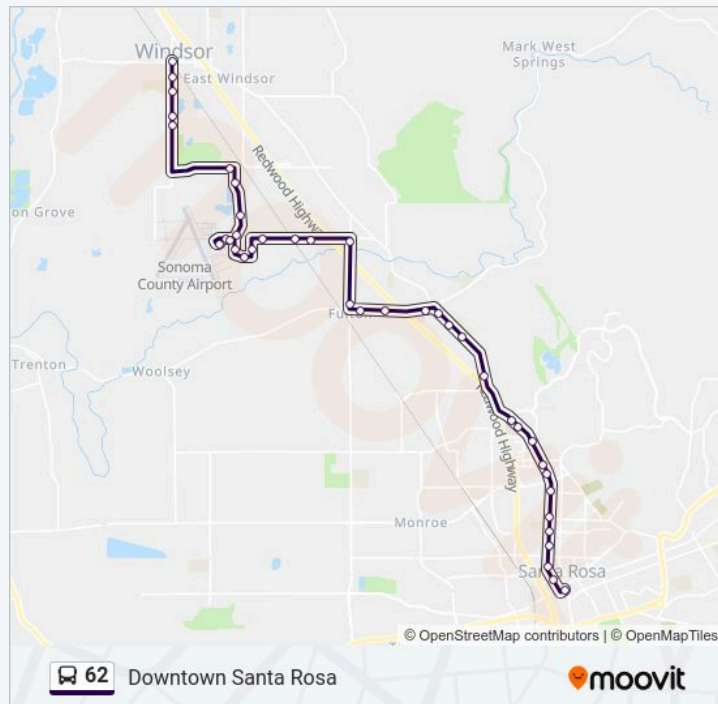 Windsor
Mark West
Springs
East Windsor
Redwood Highway
on Grove
Sonoma
County Airport
Trenton
Woolsey
Redwood Highway
Monroe
Santa Rosa
© OpenStreetMap contributors | © OpenMapTiles
62 Downtown Santa Rosa
moovit